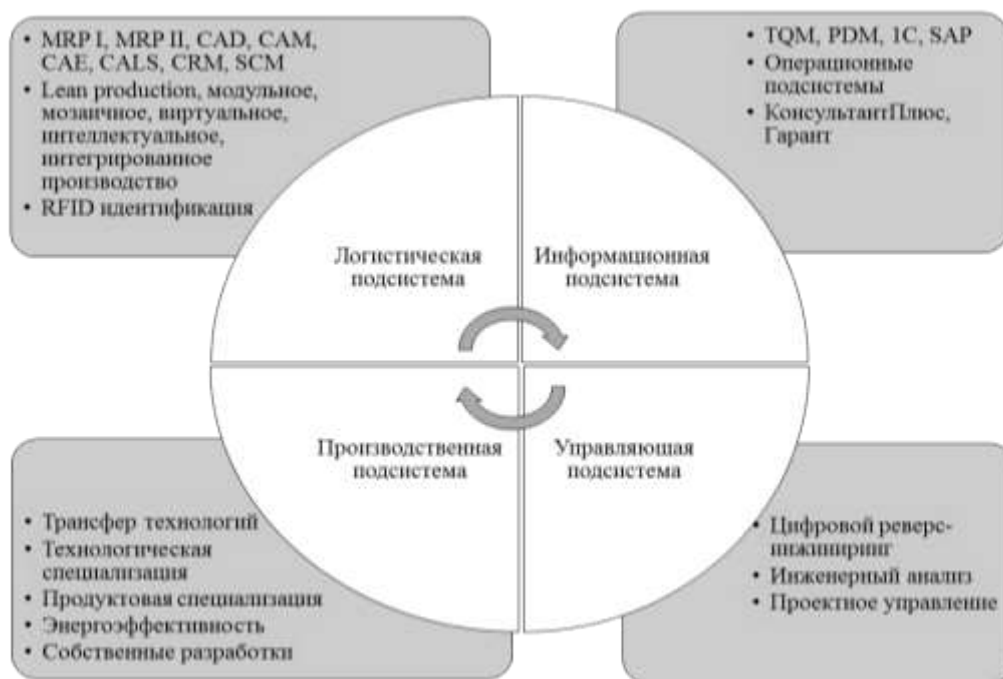 • MRP I, MRP II, CAD, CAM,
CAE, CALS, CRM, SCM
• Lean production, модульное,
мозаичное, виртуальное,
интеллектуальное,
интегрированное
производство
• RFID идентификация
• TQM, PDM, 1С, SAP
• Операционные
подсистемы
• КонсультантПлюс,
Гарант
Логистическая
подсистема
Информационная
подсистема
Производственная
подсистема
Управляющая
подсистема
• Трансфер технологий
• Технологическая
специализация
• Продуктовая специализация
• Энергоэффективность
• Собственные разработки
• Цифровой реверс-
инжиниринг
• Инженерный анализ
• Проектное управление